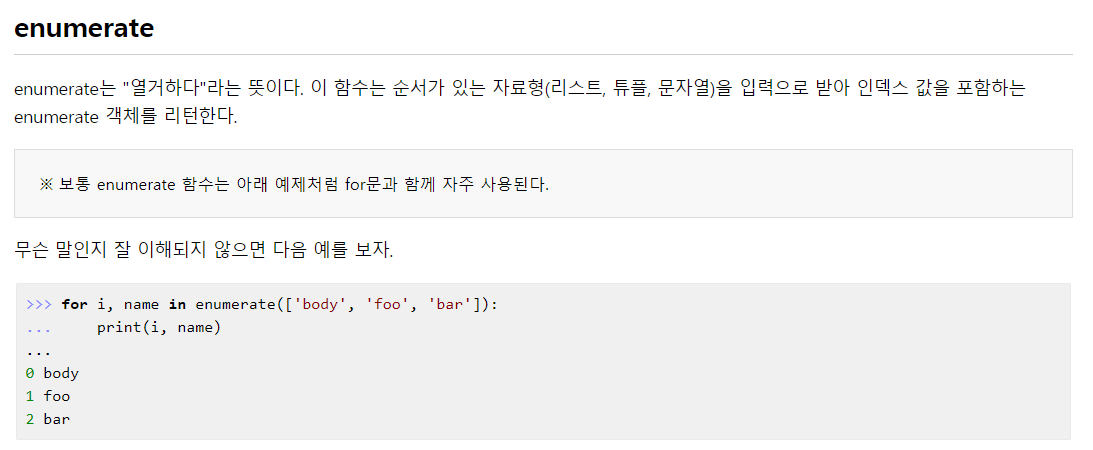 enumerate
enumerate는 "열거하다"라는 뜻이다. 이 함수는 순서가 있는 자료형(리스트, 튜플, 문자열)을 입력으로 받아 인덱스 값을 포함하는
enumerate 객체를 리턴한다.
※ 보통 enumerate 함수는 아래 예제처럼 for문과 함께 자주 사용된다.
무슨 말인지 잘 이해되지 않으면 다음 예를 보자.
>>> for i, name in enumerate(['body', 'foo', 'bar']):
...     print(i, name)
...
0 body
1 foo
2 bar